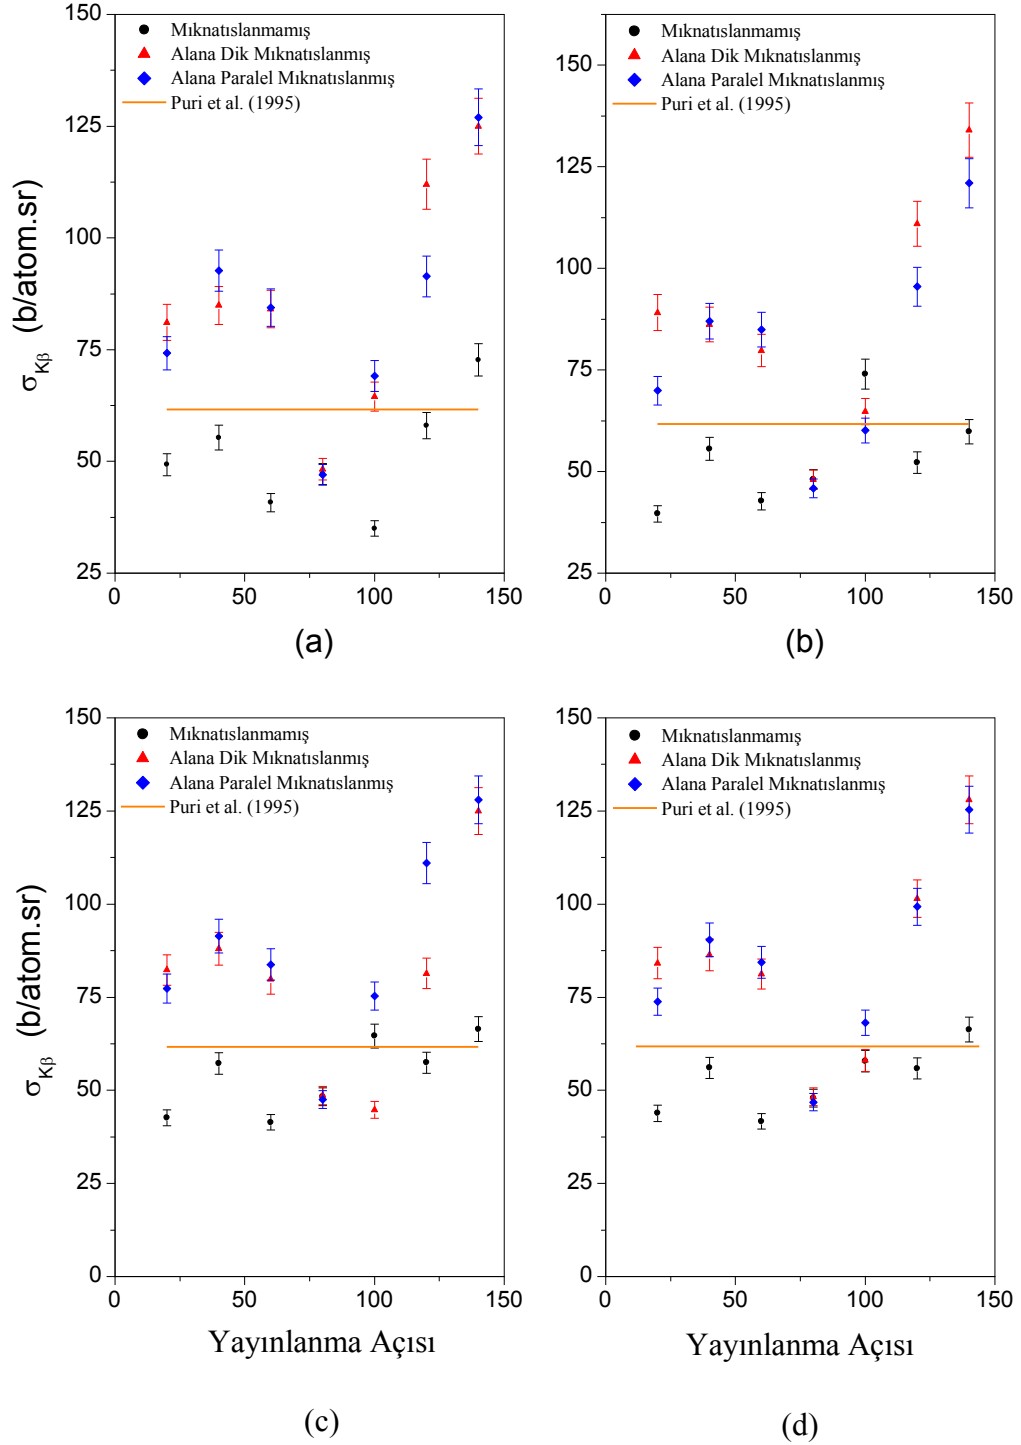 Mıknatıslanmamış
Alana Dik Mıknatıslanmış
Alana Paralel Mıknatıslanmış
Puri et al. (1995)
150
125
100
75
50
25
0 50 100 150
σKβ (b/atom.sr)
(a)
Mıknatıslanmamış
Alana Dik Mıknatıslanmış
Alana Paralel Mıknatıslanmış
Puri et al. (1995)
150
125
100
75
50
25
0 50 100 150
(b)
Mıknatıslanmamış
Alana Dik Mıknatıslanmış
Alana Paralel Mıknatıslanmış
Puri et al. (1995)
150
125
100
75
50
25
0
0 50 100 150
σKβ (b/atom.sr)
Yayınlanma Açısı
(c)
Mıknatıslanmamış
Alana Dik Mıknatıslanmış
Alana Paralel Mıknatıslanmış
Puri et al. (1995)
150
125
100
75
50
25
0
0 50 100 150
Yayınlanma Açısı
(d)